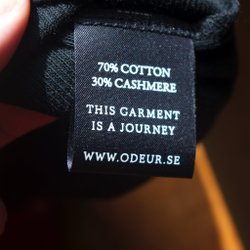 70% COTTON
30% CASHMERE
THIS GARMENT
IS A JOURNEY
WWW.ODEUR.SE